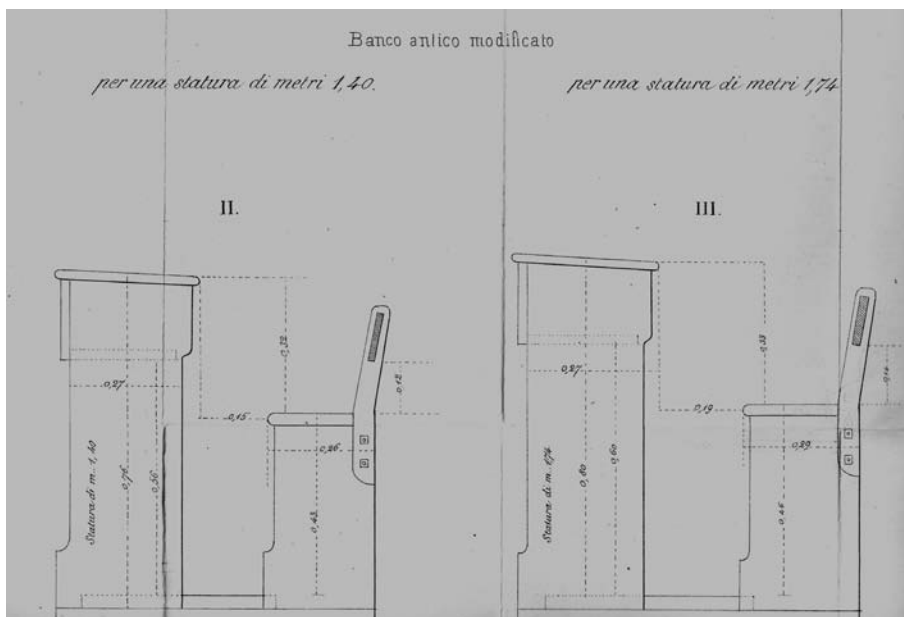 Banco antico modificato
per una statura di metri 1,40.
per una statura di metri 1,74
II.
III.
0,32
0,12
0,27
0,15
0,26
Statura di m. 1,40
0,76
0,56
0,43
0,33
0,27
0,19
0,29
Statura di m. 1,74
0,80
0,60
0,46